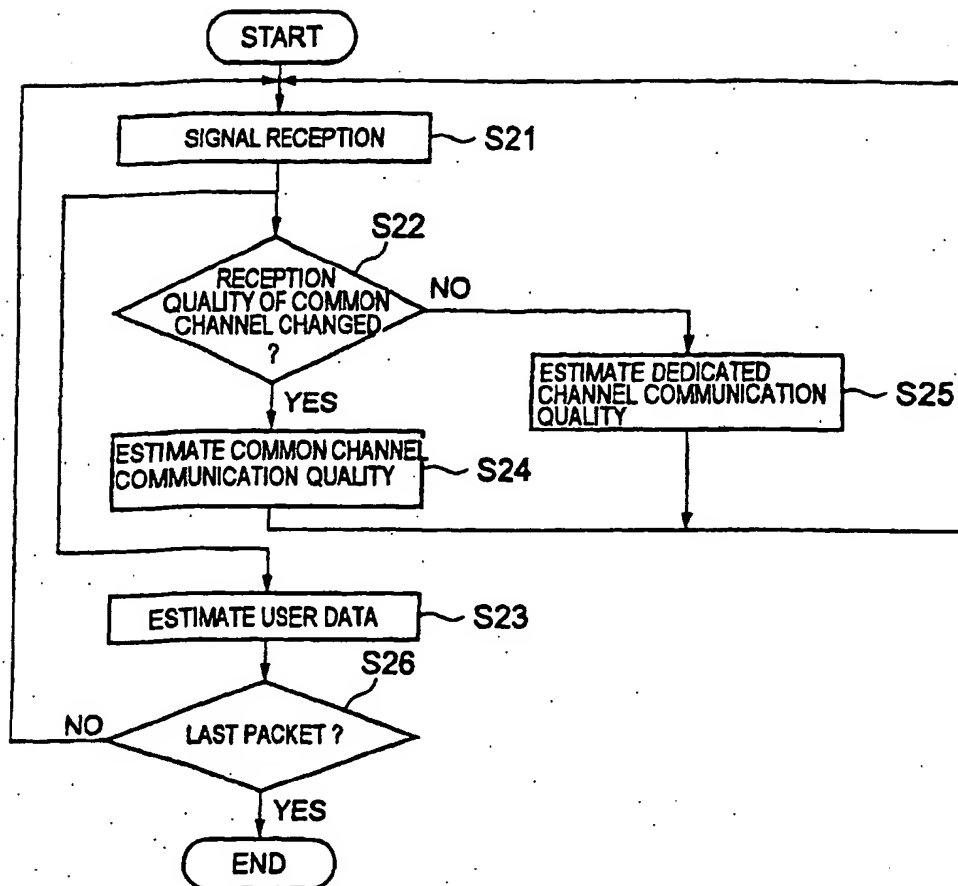 START
SIGNAL RECEPTION
S21
S22
RECEPTION
QUALITY OF COMMON
CHANNEL CHANGED
?
NO
YES
ESTIMATE DEDICATED
CHANNEL COMMUNICATION
QUALITY
S25
ESTIMATE COMMON CHANNEL
COMMUNICATION QUALITY
S24
ESTIMATE USER DATA
S23
S26
LAST PACKET ?
NO
YES
END